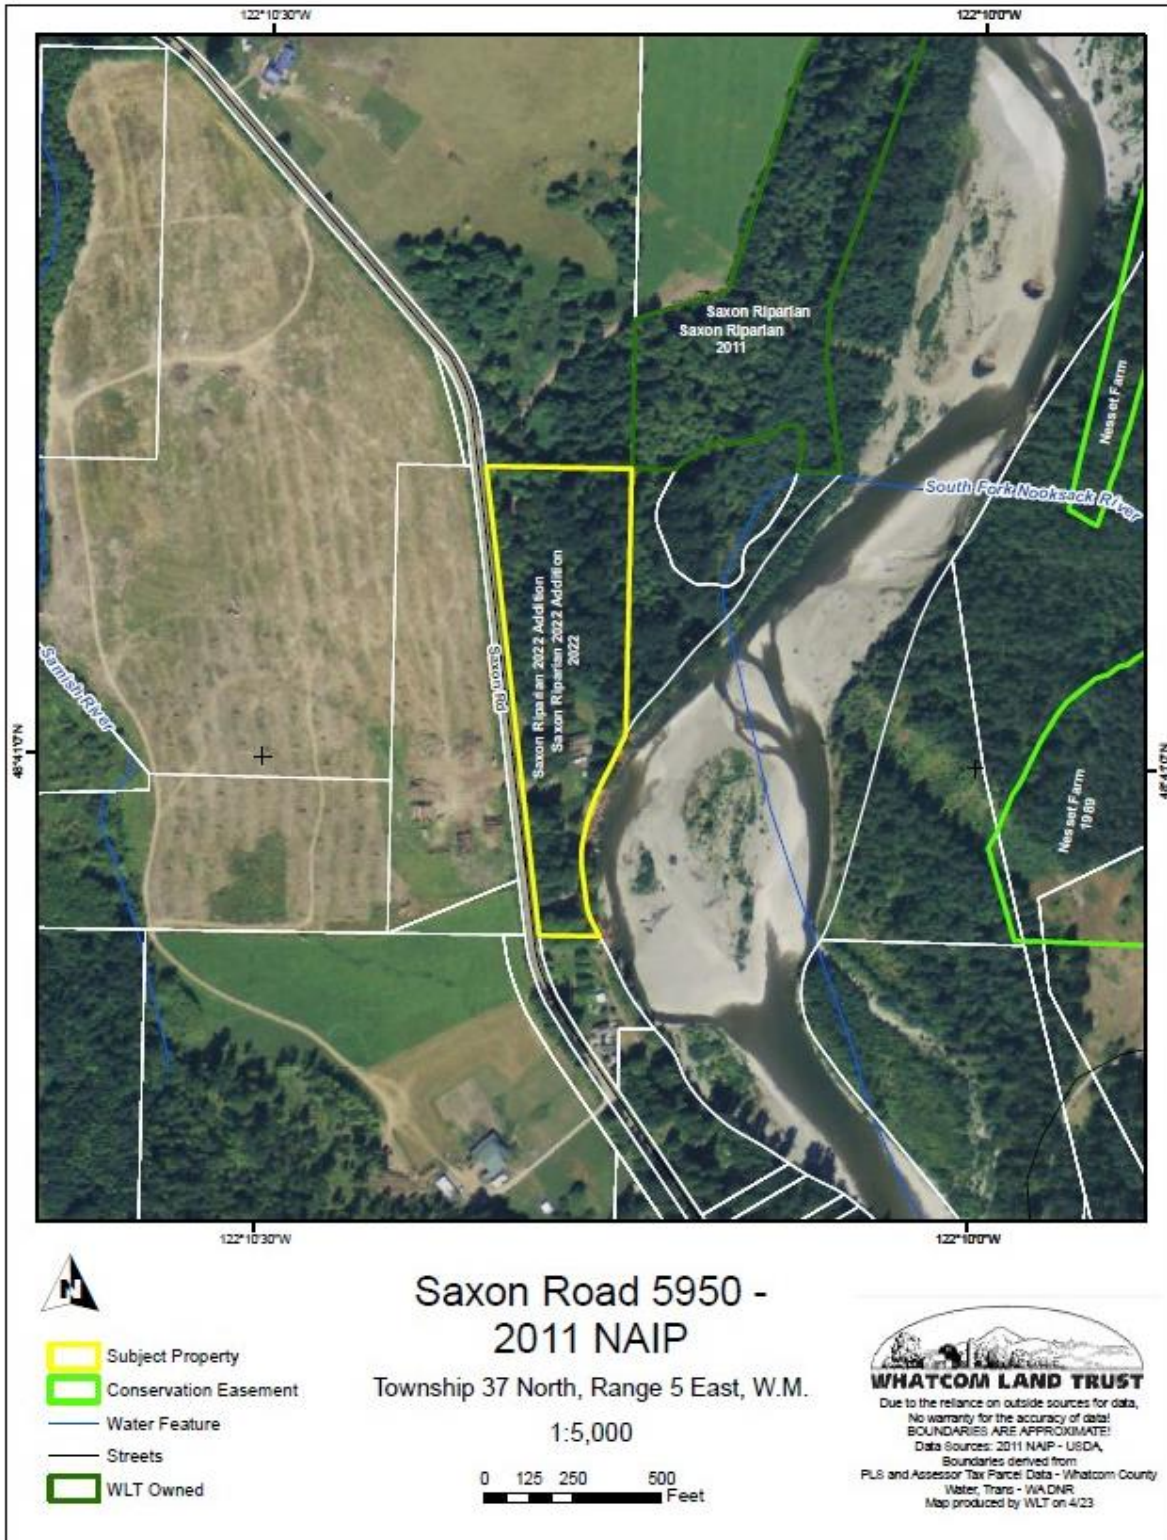 122°10'30"W
122°10'0"W
Saxon Riparian
Saxon Riparian
2011
Nesset Farm
South Fork Nooksack River
Saxon Riparian 2022 Addition
Saxon Riparian 2022 Addition
2022
Saxon Rd
Samish River
48°41'0"N
48°41'0"N
Nesset Farm
1989
122°10'30"W
122°10'0"W
N
Subject Property
Conservation Easement
Water Feature
Streets
WLT Owned
Saxon Road 5950 -
2011 NAIP
Township 37 North, Range 5 East, W.M.
1:5,000
0 125 250 500
Feet
WHATCOM LAND TRUST
Due to the reliance on outside sources for data,
No warranty for the accuracy of data!
BOUNDARIES ARE APPROXIMATE!
Data Sources: 2011 NAIP - USDA,
Boundaries derived from
PLS and Assessor Tax Parcel Data - Whatcom County
Water, Trans - WADNR
Map produced by WLT on 4/23